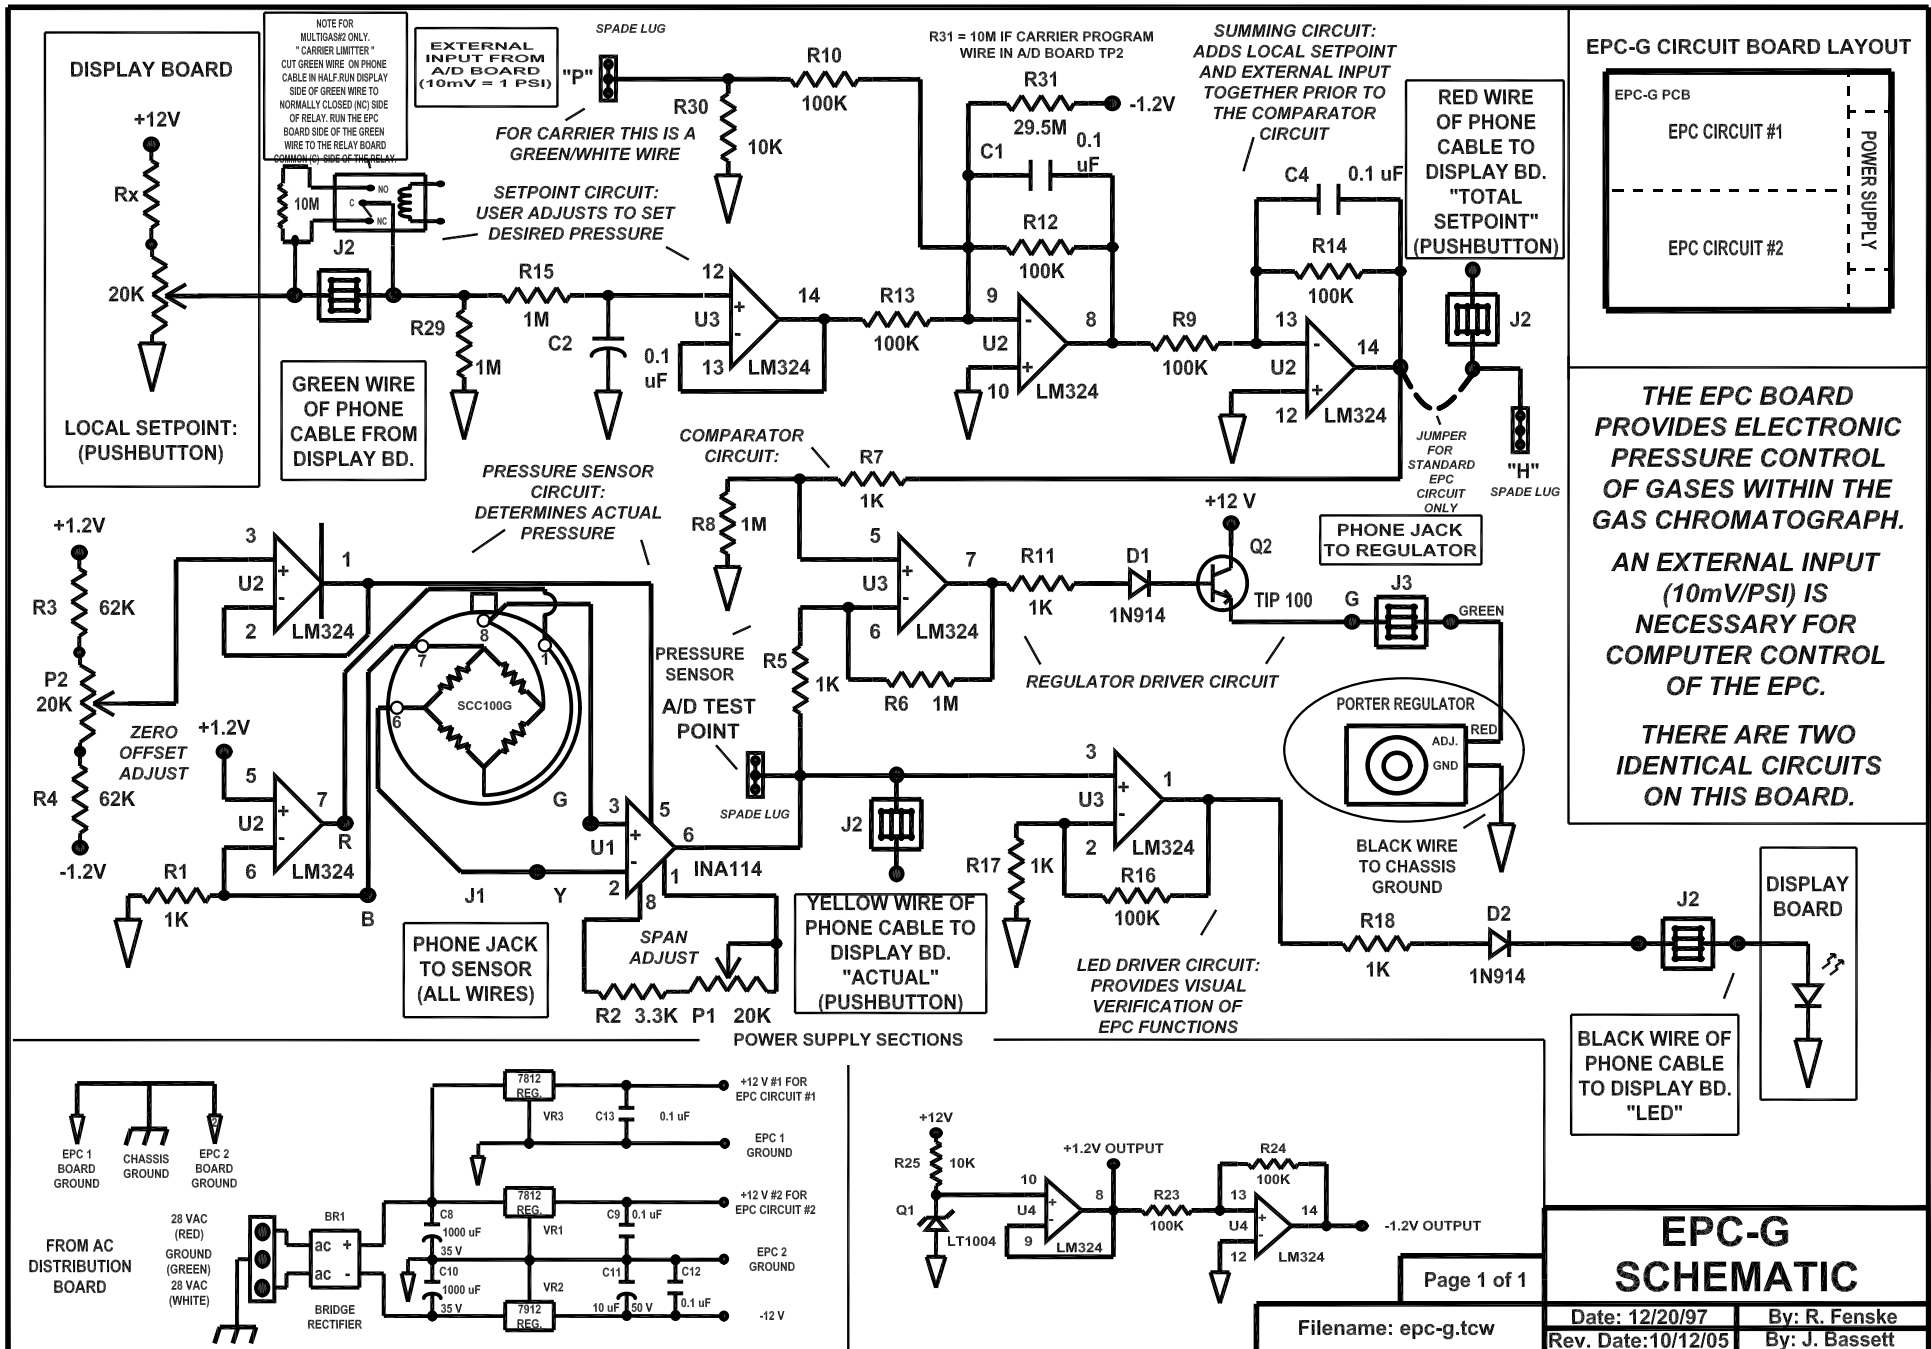 NOTE FOR
MULTIGAS#2 ONLY.
" CARRIER LIMITTER "
CUT GREEN WIRE ON PHONE
CABLE IN HALF.RUN DISPLAY
SIDE OF GREEN WIRE TO
NORMALLY CLOSED (NC) SIDE
OF RELAY. RUN THE EPC
BOARD SIDE OF THE GREEN
WIRE TO THE RELAY BOARD
COMMON (C) SIDE OF THE RELAY.
DISPLAY BOARD
+12V
Rx
20K
LOCAL SETPOINT:
(PUSHBUTTON)
10M
NO
C
NC
J2
EXTERNAL
INPUT FROM
A/D BOARD
(10mV = 1 PSI)
SPADE LUG
"P"
FOR CARRIER THIS IS A
GREEN/WHITE WIRE
R30
10K
R10
100K
R31 = 10M IF CARRIER PROGRAM
WIRE IN A/D BOARD TP2
R31
29.5M
-1.2V
C1
0.1
uF
R12
100K
SUMMING CIRCUIT:
ADDS LOCAL SETPOINT
AND EXTERNAL INPUT
TOGETHER PRIOR TO
THE COMPARATOR
CIRCUIT
C4
0.1 uF
R14
100K
RED WIRE
OF PHONE
CABLE TO
DISPLAY BD.
"TOTAL
SETPOINT"
(PUSHBUTTON)
J2
EPC-G CIRCUIT BOARD LAYOUT
EPC-G PCB
EPC CIRCUIT #1
EPC CIRCUIT #2
POWER SUPPLY
SETPOINT CIRCUIT:
USER ADJUSTS TO SET
DESIRED PRESSURE
R15
1M
R29
1M
C2
0.1
uF
12
U3
13
14
LM324
R13
100K
9
U2
10
8
LM324
R9
100K
13
U2
12
14
LM324
GREEN WIRE
OF PHONE
CABLE FROM
DISPLAY BD.
JUMPER
FOR
STANDARD
EPC
CIRCUIT
ONLY
"H"
SPADE LUG
THE EPC BOARD
PROVIDES ELECTRONIC
PRESSURE CONTROL
OF GASES WITHIN THE
GAS CHROMATOGRAPH.
AN EXTERNAL INPUT
(10mV/PSI) IS
NECESSARY FOR
COMPUTER CONTROL
OF THE EPC.
THERE ARE TWO
IDENTICAL CIRCUITS
ON THIS BOARD.
PRESSURE SENSOR
CIRCUIT:
DETERMINES ACTUAL
PRESSURE
COMPARATOR
CIRCUIT:
R7
1K
R8
1M
5
U3
6
7
LM324
R11
1K
D1
1N914
+12 V
Q2
TIP 100
PHONE JACK
TO REGULATOR
G
J3
GREEN
R5
1K
R6
1M
REGULATOR DRIVER CIRCUIT
PORTER REGULATOR
RED
ADJ.
GND
BLACK WIRE
TO CHASSIS
GROUND
+1.2V
R3
62K
P2
20K
R4
62K
-1.2V
ZERO
OFFSET
ADJUST
3
U2
2
1
LM324
+1.2V
5
U2
6
7
R
LM324
R1
1K
B
8
7
1
6
SCC100G
J1
Y
G
PHONE JACK
TO SENSOR
(ALL WIRES)
3
U1
2
5
6
1
8
INA114
SPAN
ADJUST
R2
3.3K
P1
20K
PRESSURE
SENSOR
A/D TEST
POINT
SPADE LUG
J2
YELLOW WIRE OF
PHONE CABLE TO
DISPLAY BD.
"ACTUAL"
(PUSHBUTTON)
3
U3
2
1
LM324
R17
1K
R16
100K
LED DRIVER CIRCUIT:
PROVIDES VISUAL
VERIFICATION OF
EPC FUNCTIONS
R18
1K
D2
1N914
J2
DISPLAY
BOARD
BLACK WIRE OF
PHONE CABLE
TO DISPLAY BD.
"LED"
POWER SUPPLY SECTIONS
EPC 1
BOARD
GROUND
CHASSIS
GROUND
2
EPC 2
BOARD
GROUND
FROM AC
DISTRIBUTION
BOARD
28 VAC
(RED)
GROUND
(GREEN)
28 VAC
(WHITE)
BR1
ac +
ac -
BRIDGE
RECTIFIER
7812
REG.
VR3
C13
0.1 uF
+12 V #1 FOR
EPC CIRCUIT #1
EPC 1
GROUND
7812
REG.
VR1
C8
1000 uF
35 V
C9
0.1 uF
+12 V #2 FOR
EPC CIRCUIT #2
EPC 2
GROUND
C10
1000 uF
35 V
VR2
7912
REG.
C11
10 uF
50 V
C12
0.1 uF
-12 V
+12V
R25
10K
Q1
LT1004
10
U4
9
8
LM324
+1.2V OUTPUT
R23
100K
R24
100K
13
U4
12
14
LM324
-1.2V OUTPUT
EPC-G
SCHEMATIC
Page 1 of 1
Filename: epc-g.tcw
Date: 12/20/97
By: R. Fenske
Rev. Date:10/12/05
By: J. Bassett